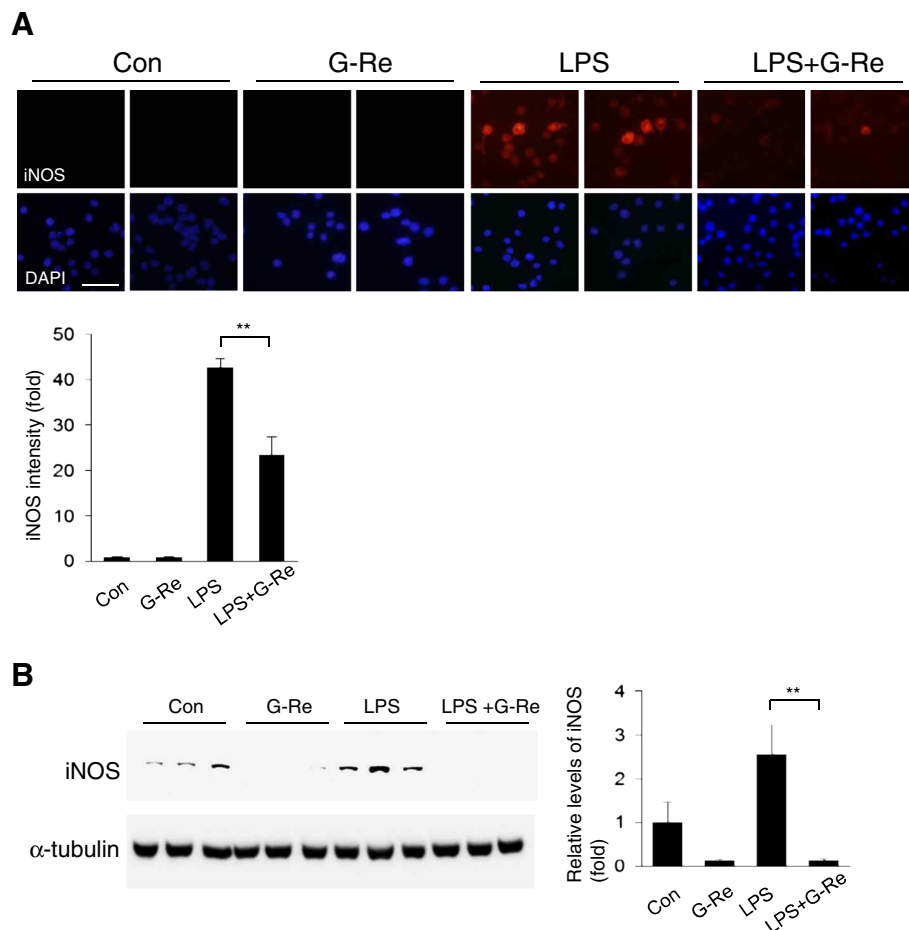 A
Con G-Re LPS LPS+G-Re
iNOS
DAPI
**
50
40
30
20
10
0
iNOS intensity (fold)
Con G-Re LPS LPS+G-Re
B
Con G-Re LPS LPS +G-Re
iNOS
α-tubulin
**
4
3
2
1
0
Relative levels of iNOS
(fold)
Con G-Re LPS LPS+G-Re